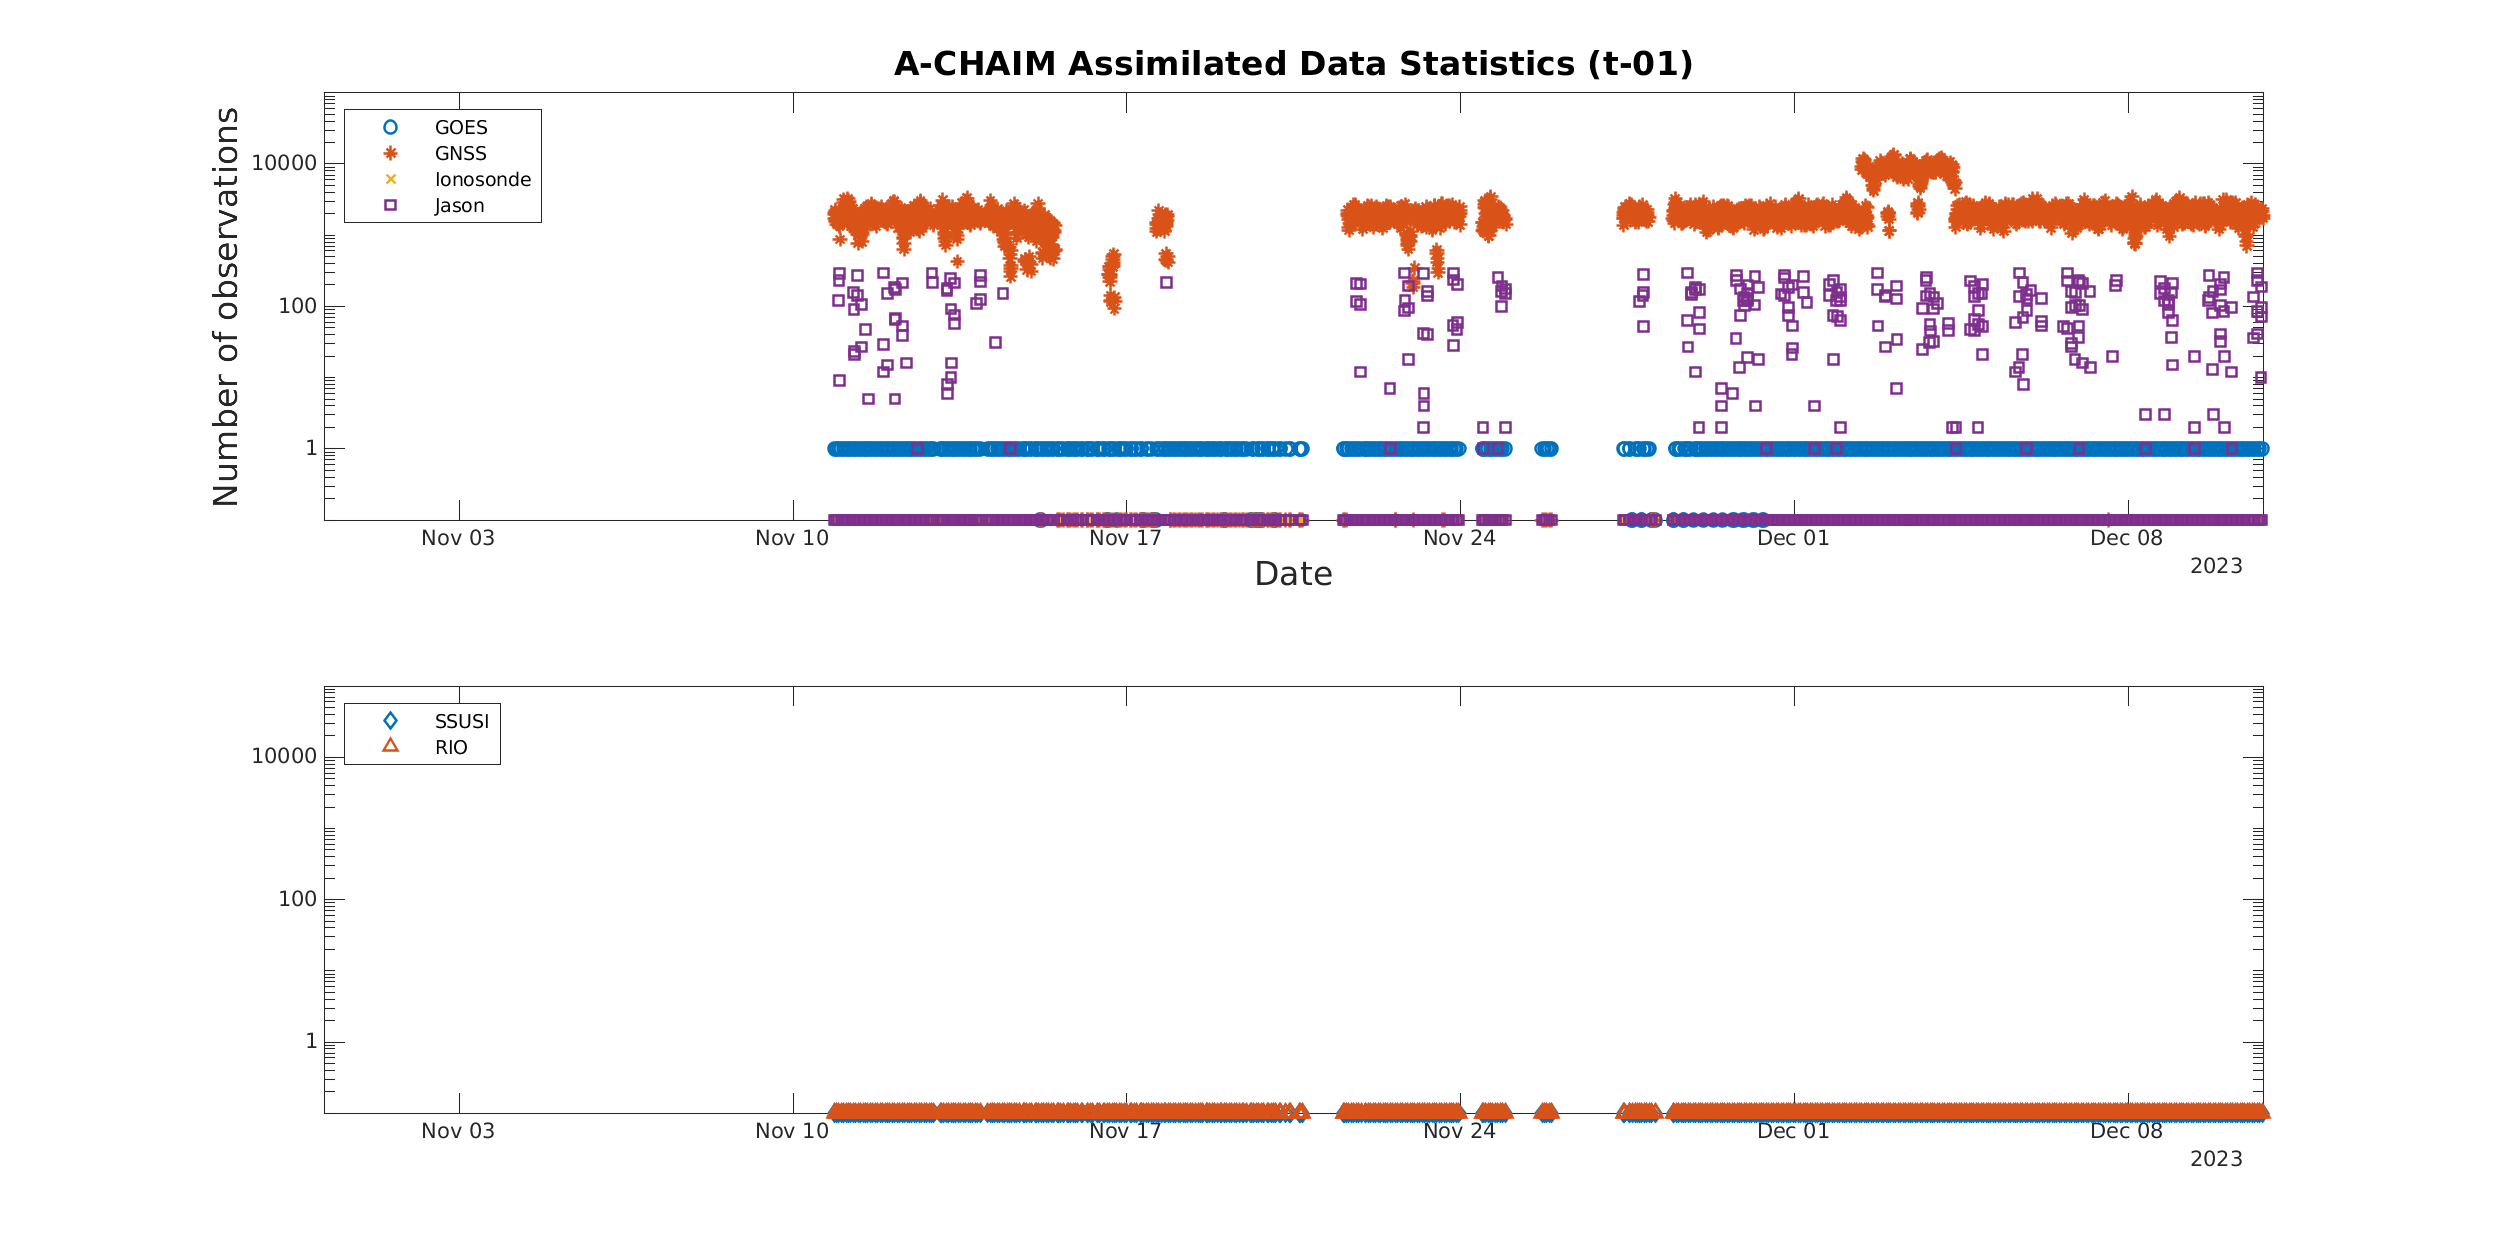 A-CHAIM Assimilated Data Statistics (t-01)
Number of observations
10000
100
1
GOES
GNSS
Ionosonde
Jason
Nov 03
Nov 10
Nov 17
Nov 24
Dec 01
Dec 08
2023
Date
10000
100
1
SSUSI
RIO
Nov 03
Nov 10
Nov 17
Nov 24
Dec 01
Dec 08
2023